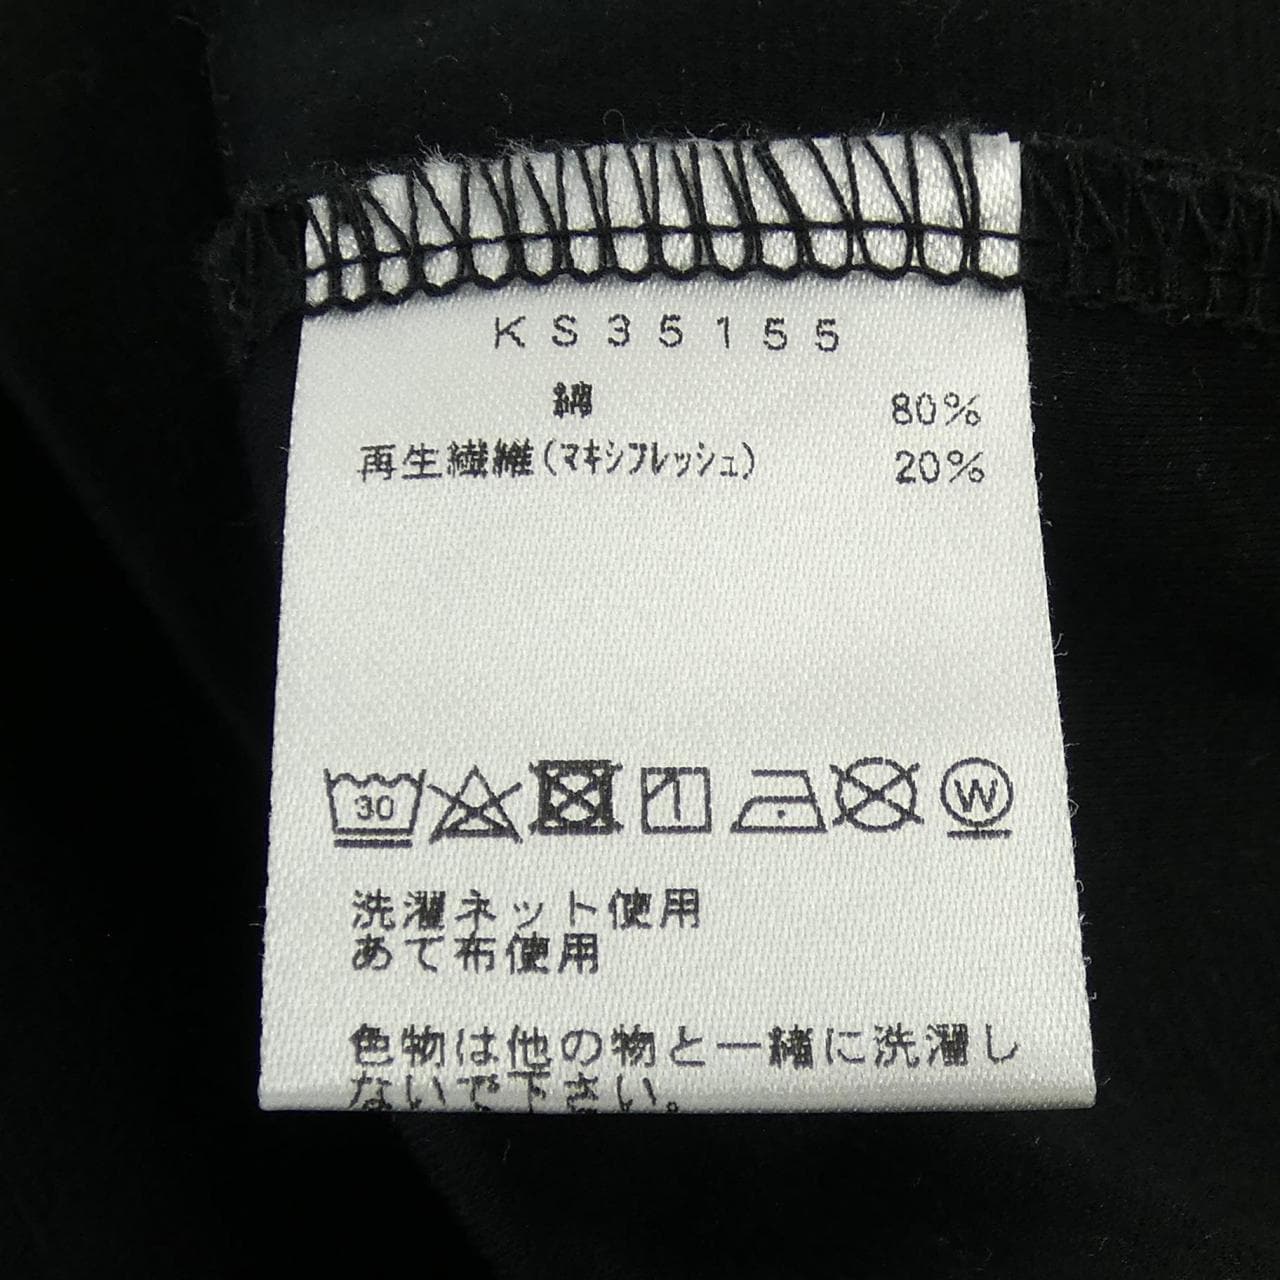 KS35155
綿 80%
再生繊維(マキシフレッシュ) 20%
30 W
洗濯ネット使用
あて布使用
色物は他の物と一緒に洗濯し
ないで下さい。